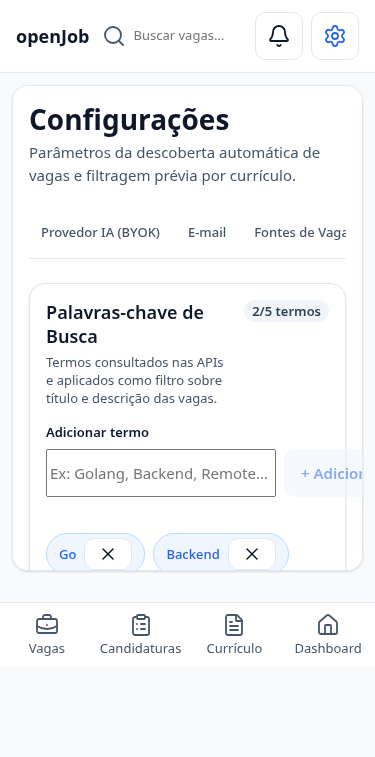 openJob
Buscar vagas...
Configurações
Parâmetros da descoberta automática de
vagas e filtragem prévia por currículo.
Provedor IA (BYOK) E-mail Fontes de Vaga
Palavras-chave de
Busca
2/5 termos
Termos consultados nas APIs
e aplicados como filtro sobre
título e descrição das vagas.
Adicionar termo
Ex: Golang, Backend, Remote...
+ Adicior
Go
Backend
Vagas Candidaturas Currículo Dashboard